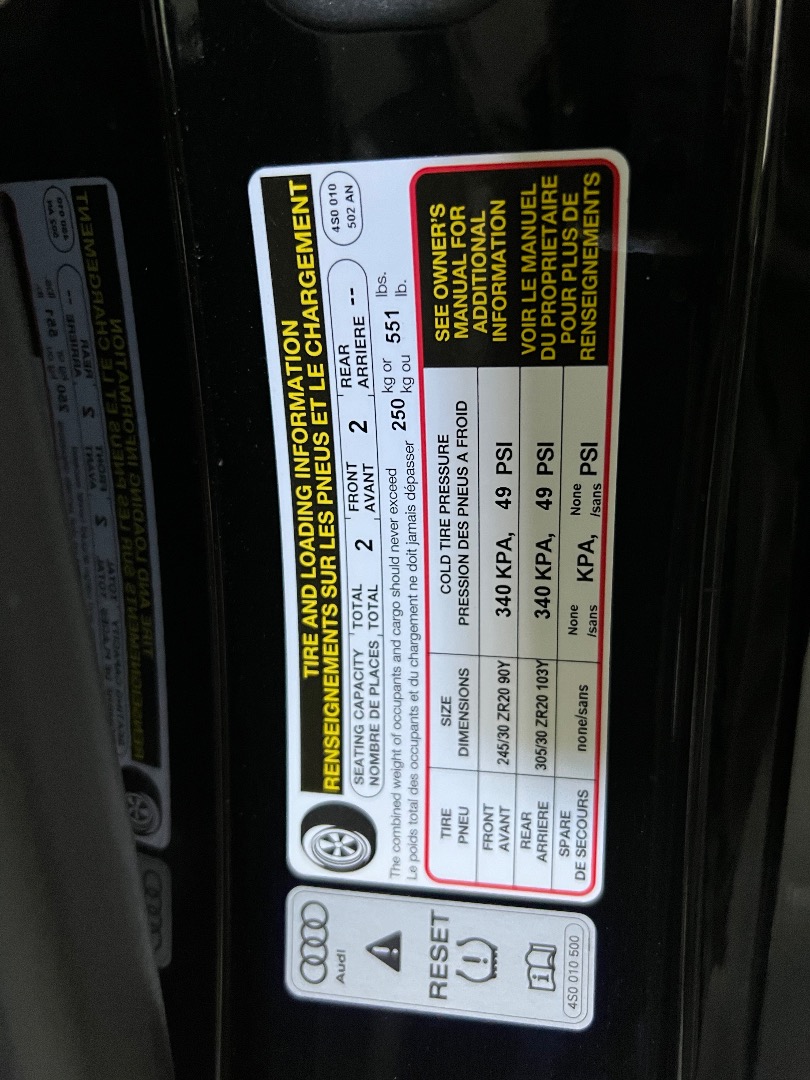 TIRE AND LOADING INFORMATION
RENSEIGNEMENTS SUR LES PNEUS ET LE CHARGEMENT
SEATING CAPACITY TOTAL 2 FRONT 2 REAR --
NOMBRE DE PLACES TOTAL AVANT ARRIERE
4S0 010
502 AN
The combined weight of occupants and cargo should never exceed 250 kg or 551 lbs.
Le poids total des occupants et du chargement ne doit jamais dépasser kg ou lb.
TIRE SIZE COLD TIRE PRESSURE
PNEU DIMENSIONS PRESSION DES PNEUS A FROID
FRONT
AVANT 245/30 ZR20 90Y 340 KPA, 49 PSI
REAR
ARRIERE 305/30 ZR20 103Y 340 KPA, 49 PSI
SPARE
DE SECOURS none/sans None /sans KPA, None /sans PSI
SEE OWNER'S
MANUAL FOR
ADDITIONAL
INFORMATION
VOIR LE MANUEL
DU PROPRIETAIRE
POUR PLUS DE
RENSEIGNEMENTS
Audi
RESET
4S0 010 500